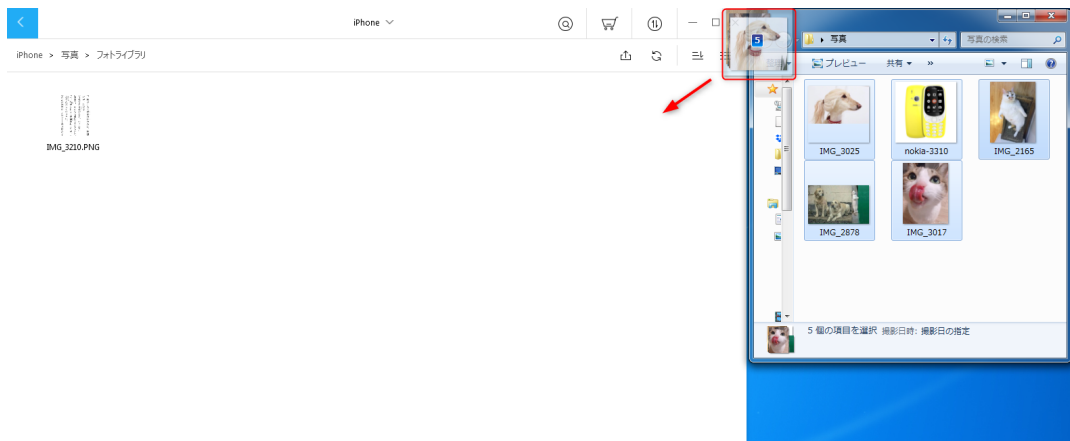 iPhone
iPhone > 写真 > フォトライブラリ
IMG_3210.PNG
5
写真
写真の検索
プレビュー
共有
»
IMG_3025
nokia-3310
IMG_2165
IMG_2878
IMG_3017
5 個の項目を選択 撮影日時: 撮影日の指定